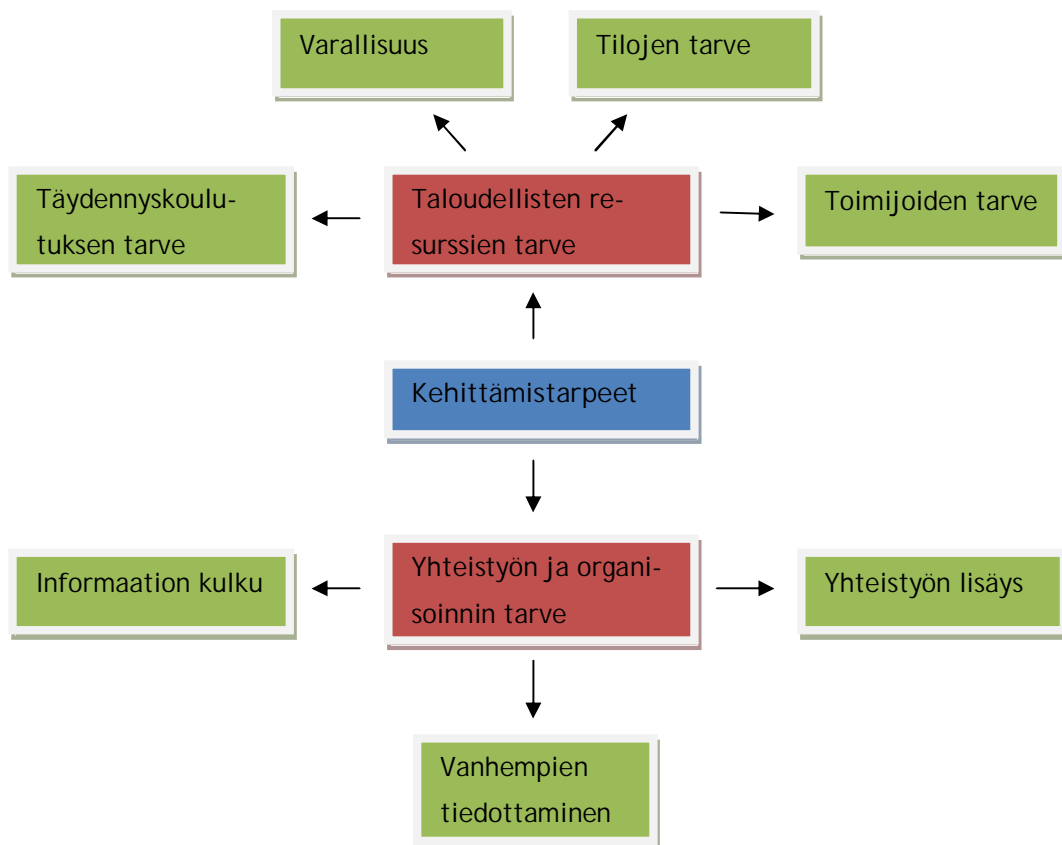 Varallisuus
Tilojen tarve
Täydennyskoulu-
tuksen tarve
Taloudellisten re-
surssien tarve
Toimijoiden tarve
Kehittämistarpeet
Informaation kulku
Yhteistyön ja organi-
soinnin tarve
Yhteistyön lisäys
Vanhempien
tiedottaminen